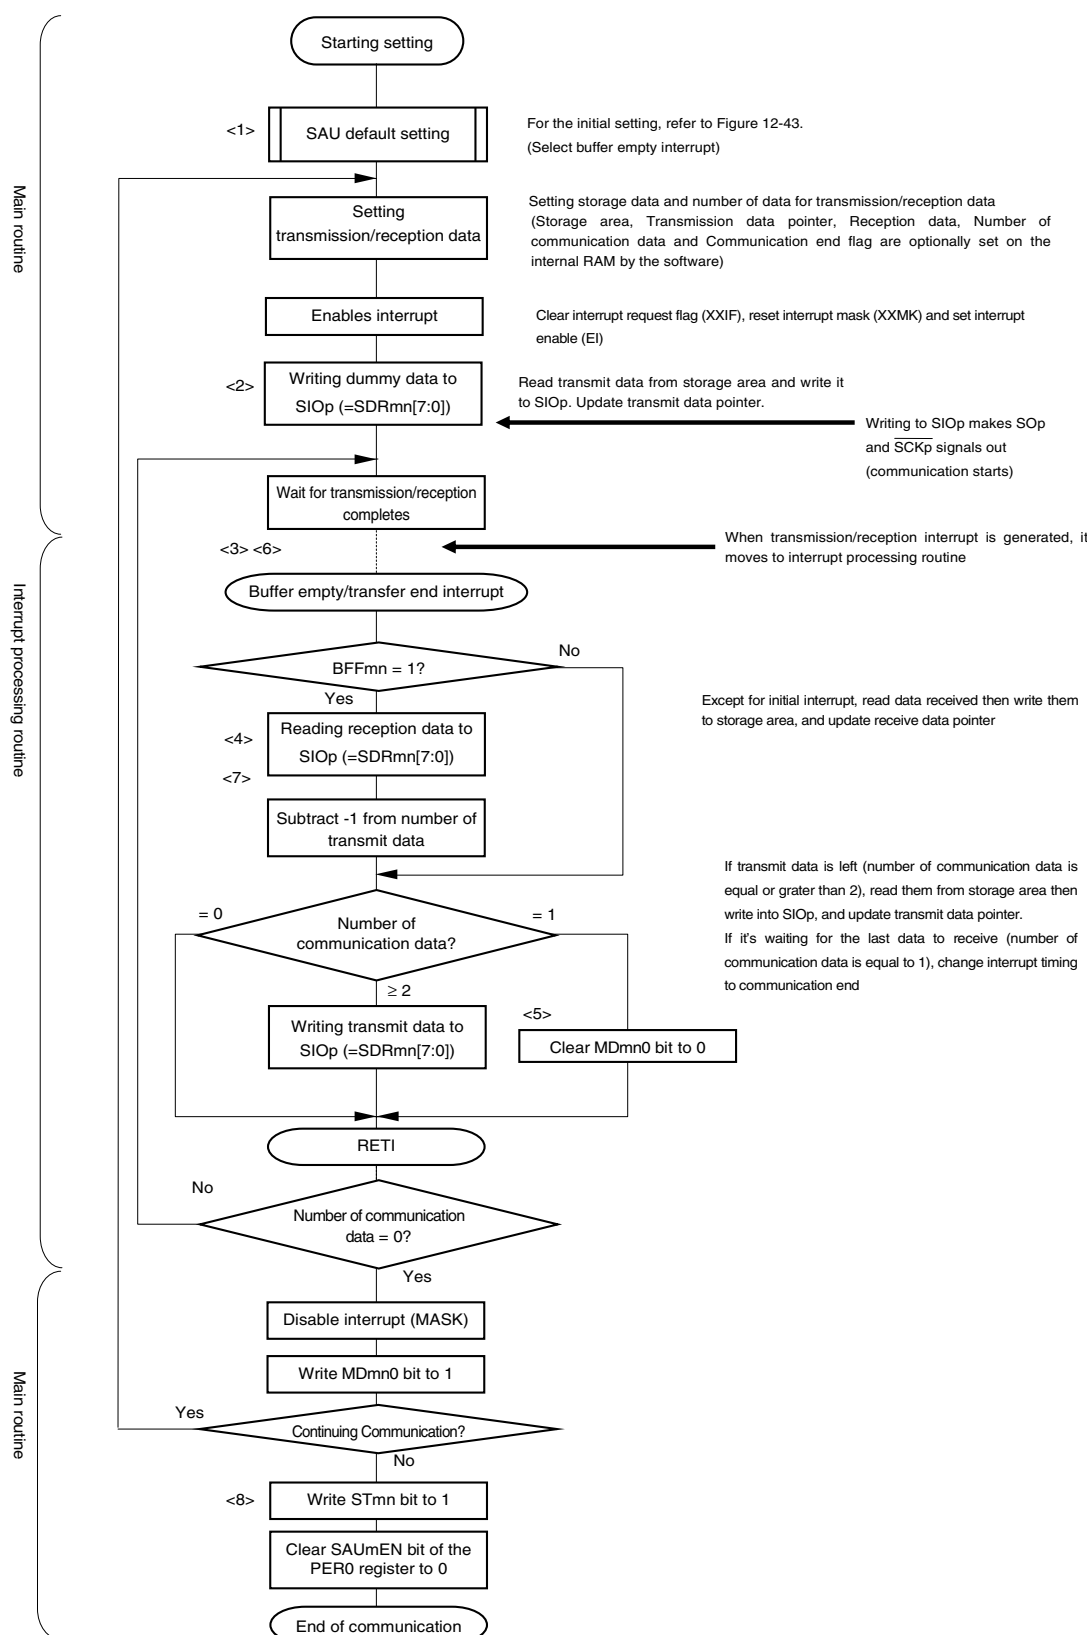 Starting setting
<1>
SAU default setting
For the initial setting, refer to Figure 12-43.
(Select buffer empty interrupt)
Main routine
Setting
transmission/reception data
Setting storage data and number of data for transmission/reception data
(Storage area, Transmission data pointer, Reception data, Number of
communication data and Communication end flag are optionally set on the
internal RAM by the software)
Enables interrupt
Clear interrupt request flag (XXIF), reset interrupt mask (XXMK) and set interrupt
enable (EI)
<2>
Writing dummy data to
SIOp (=SDRmn[7:0])
Read transmit data from storage area and write it
to SIOp. Update transmit data pointer.
Writing to SIOp makes SOp
and SCKp signals out
(communication starts)
Wait for transmission/reception
completes
<3> <6>
When transmission/reception interrupt is generated, it
moves to interrupt processing routine
Interrupt processing routine
Buffer empty/transfer end interrupt
BFFmn = 1?
No
Yes
<4>
Reading reception data to
SIOp (=SDRmn[7:0])
<7>
Except for initial interrupt, read data received then write them
to storage area, and update receive data pointer
Subtract -1 from number of
transmit data
= 0
Number of
communication data?
= 1
≥ 2
If transmit data is left (number of communication data is
equal or grater than 2), read them from storage area then
write into SIOp, and update transmit data pointer.
If it's waiting for the last data to receive (number of
communication data is equal to 1), change interrupt timing
to communication end
Writing transmit data to
SIOp (=SDRmn[7:0])
<5>
Clear MDmn0 bit to 0
RETI
No
Number of communication
data = 0?
Yes
Main routine
Disable interrupt (MASK)
Write MDmn0 bit to 1
Yes
Continuing Communication?
No
<8>
Write STmn bit to 1
Clear SAUmEN bit of the
PER0 register to 0
End of communication